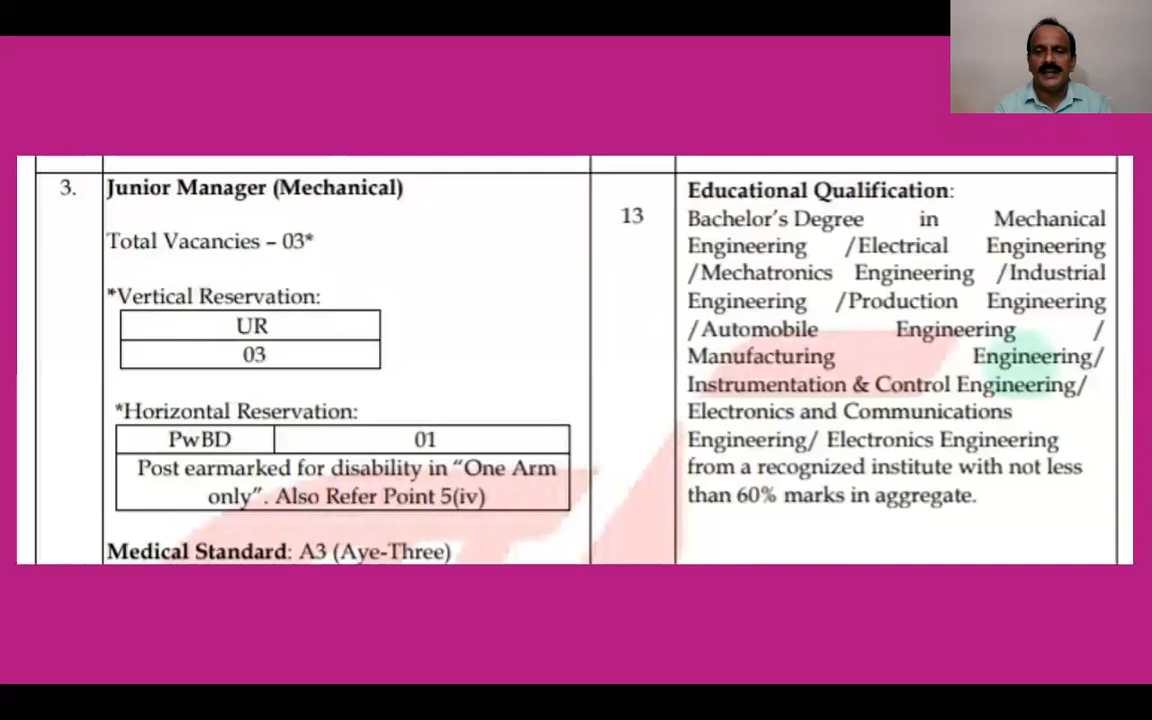 3.
Junior Manager (Mechanical)
Total Vacancies – 03*
*Vertical Reservation:
UR
03
*Horizontal Reservation:
PwBD 01
Post earmarked for disability in “One Arm
only”. Also Refer Point 5(iv)
Medical Standard: A3 (Aye-Three)
13
Educational Qualification:
Bachelor’s Degree in Mechanical
Engineering /Electrical Engineering
/Mechatronics Engineering /Industrial
Engineering /Production Engineering
/Automobile Engineering /
Manufacturing Engineering/
Instrumentation & Control Engineering/
Electronics and Communications
Engineering/ Electronics Engineering
from a recognized institute with not less
than 60% marks in aggregate.